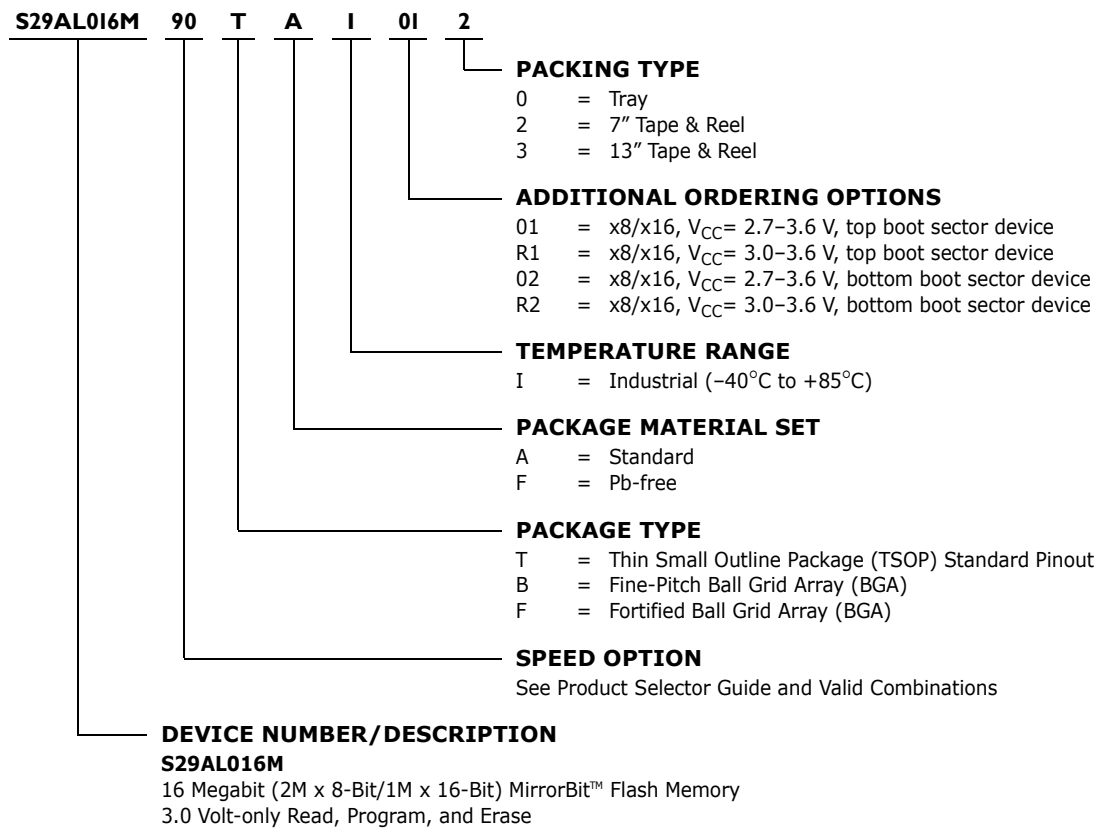 S29AL016M 90 T A I 01 2
PACKING TYPE
0 = Tray
2 = 7” Tape & Reel
3 = 13” Tape & Reel
ADDITIONAL ORDERING OPTIONS
01 = x8/x16, VCC= 2.7–3.6 V, top boot sector device
R1 = x8/x16, VCC= 3.0–3.6 V, top boot sector device
02 = x8/x16, VCC= 2.7–3.6 V, bottom boot sector device
R2 = x8/x16, VCC= 3.0–3.6 V, bottom boot sector device
TEMPERATURE RANGE
I = Industrial (–40°C to +85°C)
PACKAGE MATERIAL SET
A = Standard
F = Pb-free
PACKAGE TYPE
T = Thin Small Outline Package (TSOP) Standard Pinout
B = Fine-Pitch Ball Grid Array (BGA)
F = Fortified Ball Grid Array (BGA)
SPEED OPTION
See Product Selector Guide and Valid Combinations
DEVICE NUMBER/DESCRIPTION
S29AL016M
16 Megabit (2M x 8-Bit/1M x 16-Bit) MirrorBit™ Flash Memory
3.0 Volt-only Read, Program, and Erase